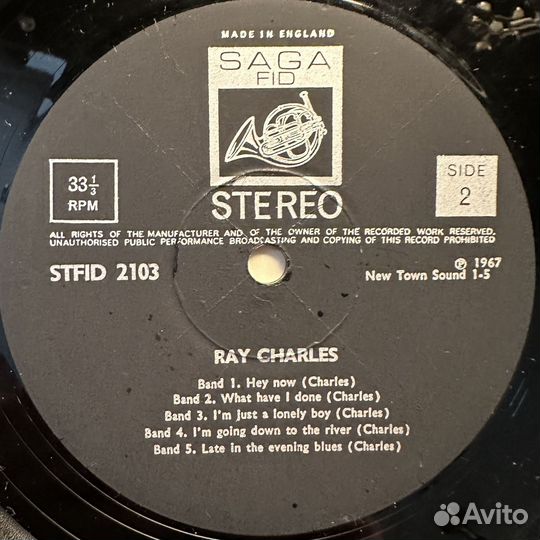 MADE IN ENGLAND
SAGA
FID
33 1/3
RPM
SIDE
2
STEREO
ALL RIGHTS OF THE MANUFACTURER AND OF THE OWNER OF THE RECORDED WORK RESERVED.
UNAUTHORISED PUBLIC PERFORMANCE BROADCASTING AND COPYING OF THIS RECORD PROHIBITED
STFID 2103
℗ 1967
New Town Sound 1-5
RAY CHARLES
Band 1. Hey now (Charles)
Band 2. What have I done (Charles)
Band 3. I'm just a lonely boy (Charles)
Band 4. I'm going down to the river (Charles)
Band 5. Late in the evening blues (Charles)
Avito